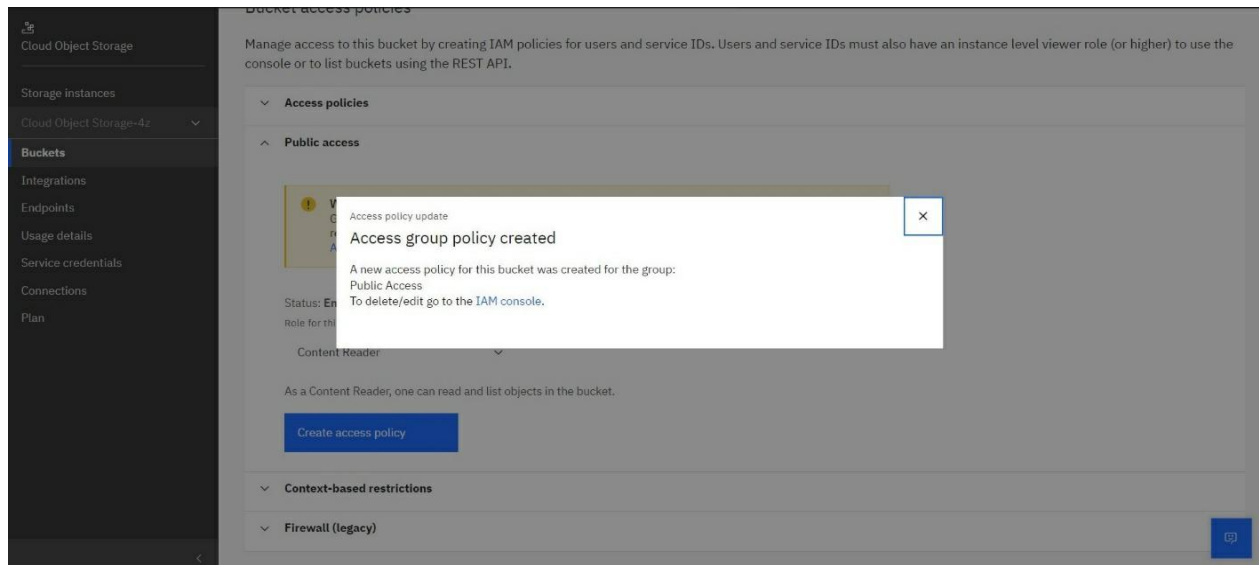 Bucket access policies
Cloud Object Storage
Manage access to this bucket by creating IAM policies for users and service IDs. Users and service IDs must also have an instance level viewer role (or higher) to use the
console or to list buckets using the REST API.
Storage instances
Cloud Object Storage-4z
Buckets
Integrations
Endpoints
Usage details
Service credentials
Connections
Plan
Access policies
Public access
Access policy update
Access group policy created
A new access policy for this bucket was created for the group:
Public Access
To delete/edit go to the IAM console.
Status:
Role for
Content Reader
As a Content Reader, one can read and list objects in the bucket.
Create access policy
Context-based restrictions
Firewall (legacy)